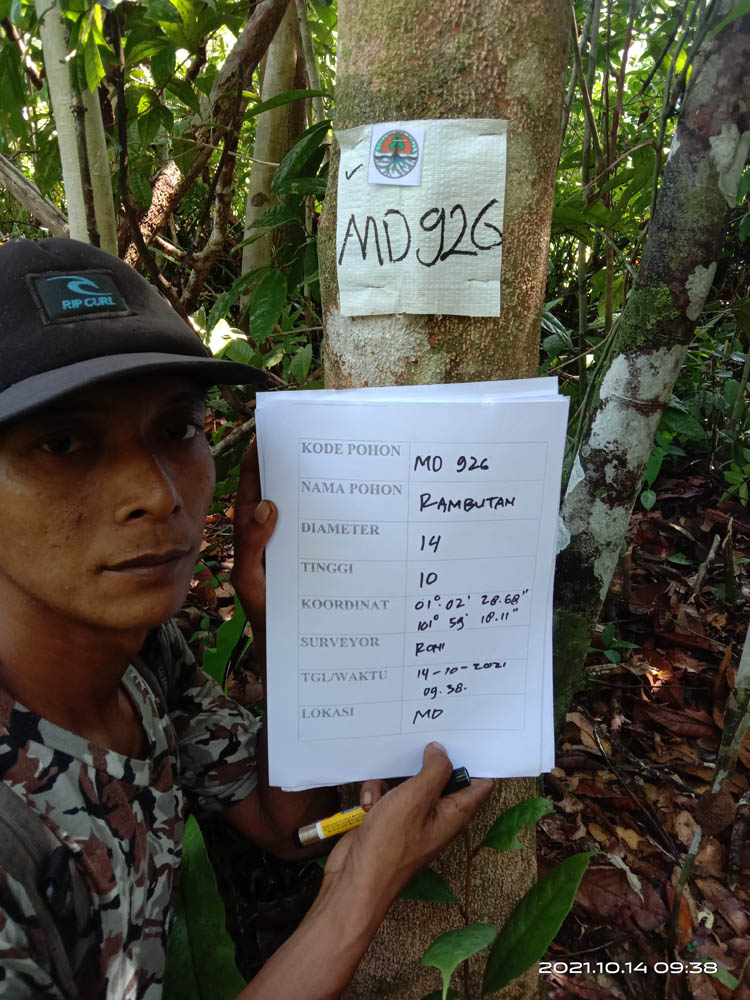 ✓
MD 926
RIP CURL
KODE POHON MD 926
NAMA POHON RAMBUTAN
DIAMETER 14
TINGGI 10
KOORDINAT 01°. 02' 28.68"
101° 59' 18.11"
SURVEYOR RONI
TGL/WAKTU 14-10-2021
09.38.
LOKASI MD
2021.10.14 09:38